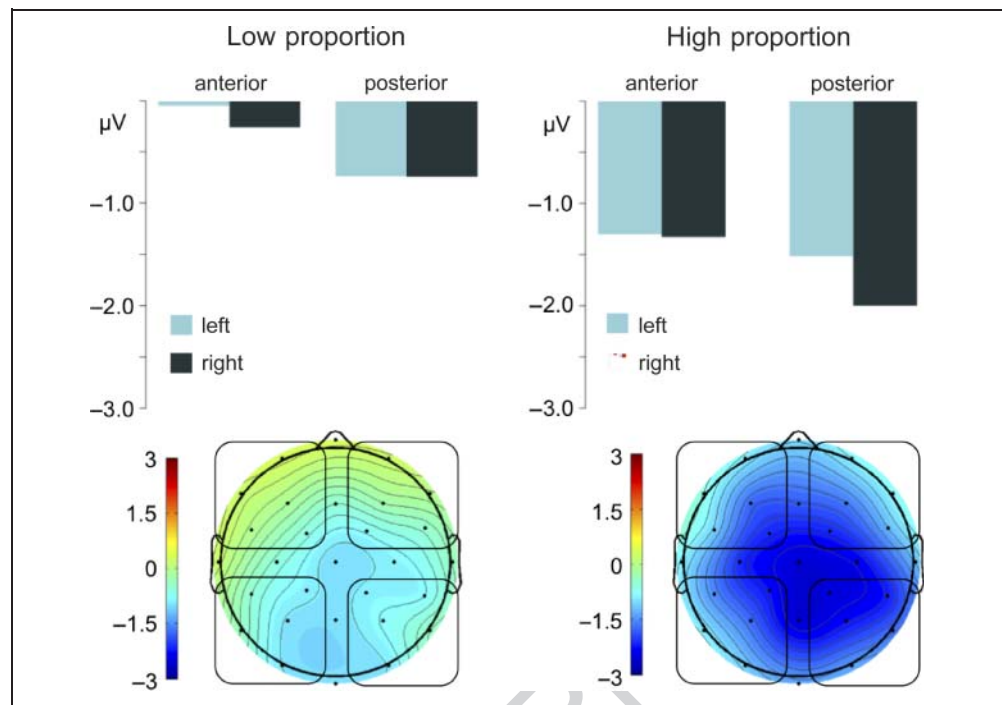 Low proportion
High proportion
anterior
posterior
anterior
posterior
µV
µV
–1.0
–1.0
–2.0
–2.0
left
left
right
right
–3.0
–3.0
3
3
1.5
1.5
0
0
–1.5
–1.5
–3
–3